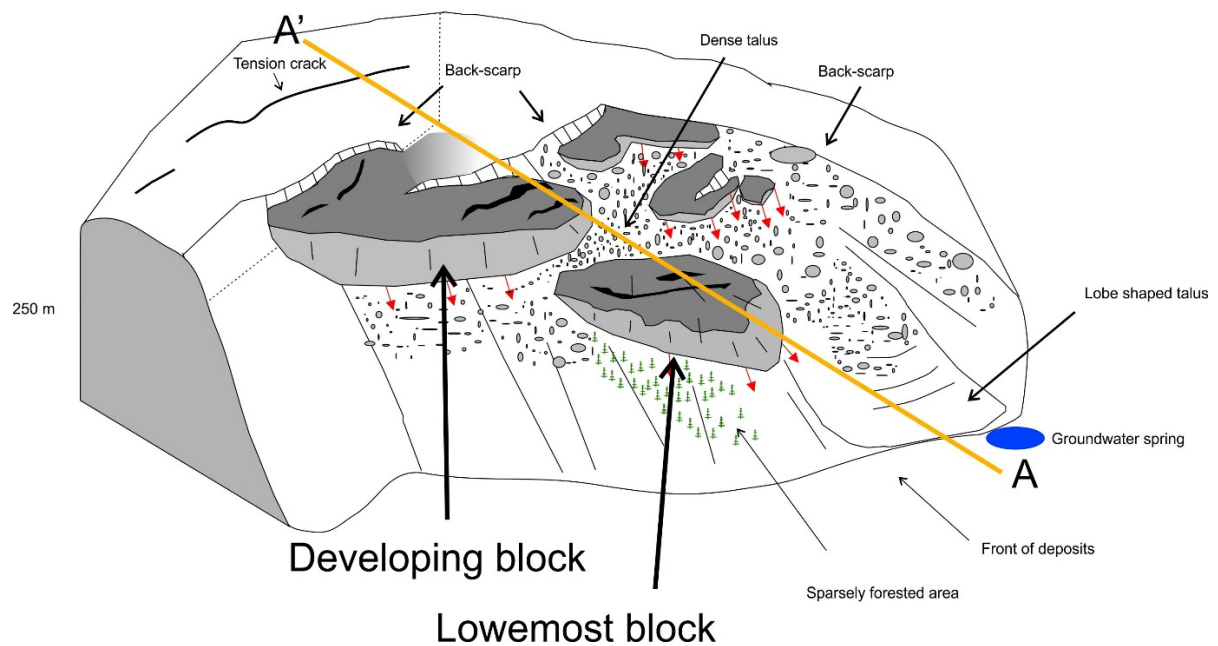 A’
Tension crack
Back-scarp
Dense talus
Back-scarp
250 m
Lobe shaped talus
Groundwater spring
A
Front of deposits
Developing block
Sparsely forested area
Lowemost block